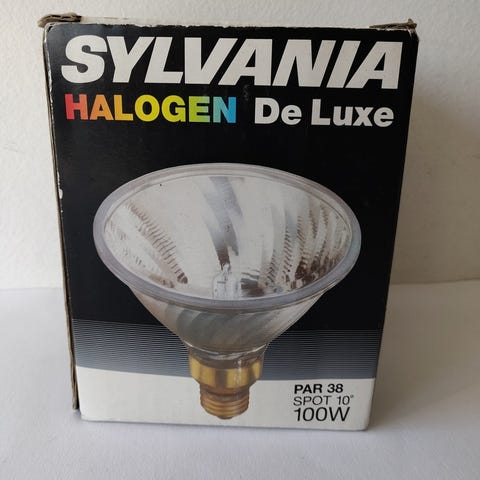 SYLVANIA
HALOGEN De Luxe
PAR 38
SPOT 10°
100W